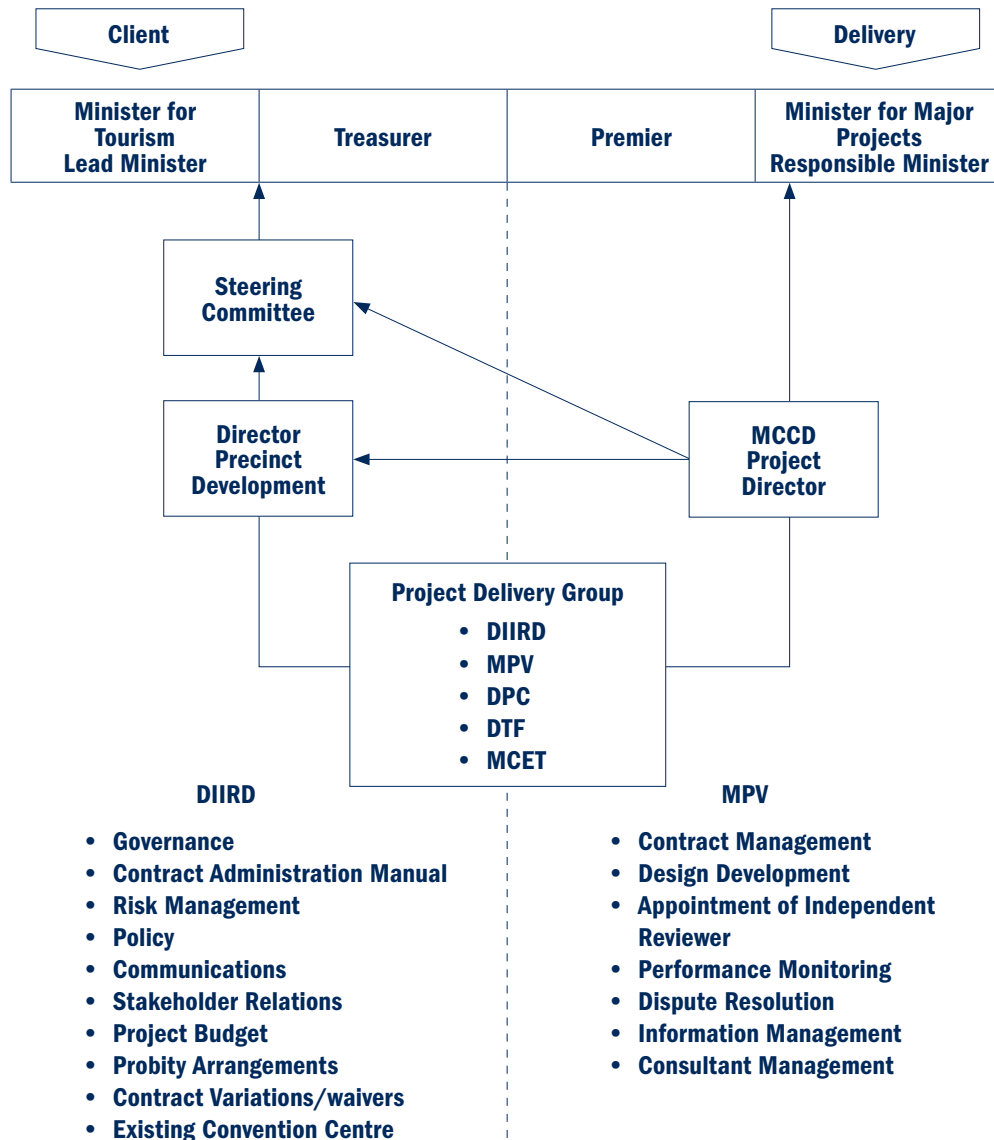 Client
Delivery
Minister for
Tourism
Lead Minister
Treasurer
Premier
Minister for Major
Projects
Responsible Minister
Steering
Committee
Director
Precinct
Development
MCCD
Project
Director
Project Delivery Group
• DIIRD
• MPV
• DPC
• DTF
• MCET
DIIRD
• Governance
• Contract Administration Manual
• Risk Management
• Policy
• Communications
• Stakeholder Relations
• Project Budget
• Probity Arrangements
• Contract Variations/waivers
• Existing Convention Centre
MPV
• Contract Management
• Design Development
• Appointment of Independent
Reviewer
• Performance Monitoring
• Dispute Resolution
• Information Management
• Consultant Management